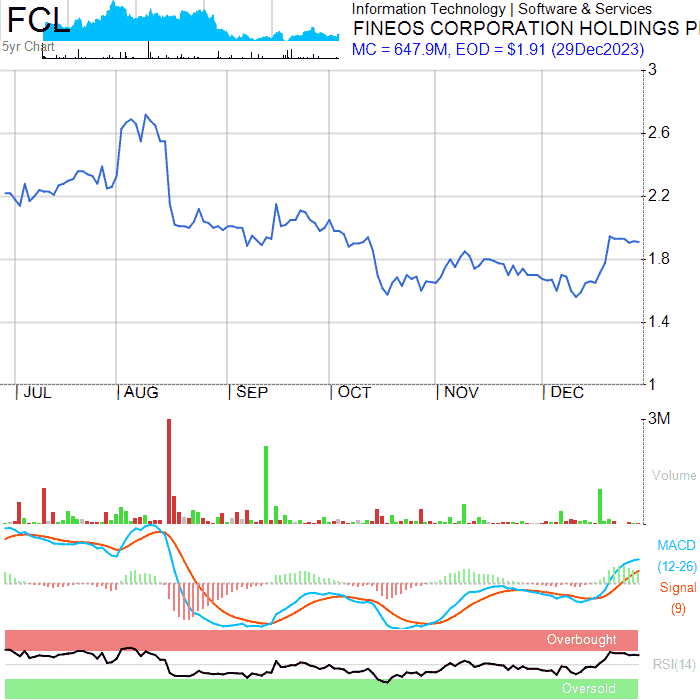 FCL
5yr Chart
Information Technology | Software & Services
FINEOS CORPORATION HOLDINGS P
MC = 647.9M, EOD = $1.91 (29Dec2023)
3
2.6
2.2
1.8
1.4
1
JUL AUG SEP OCT NOV DEC
3M
Volume
MACD
(12-26)
Signal
(9)
Overbought
RSI(14)
Oversold